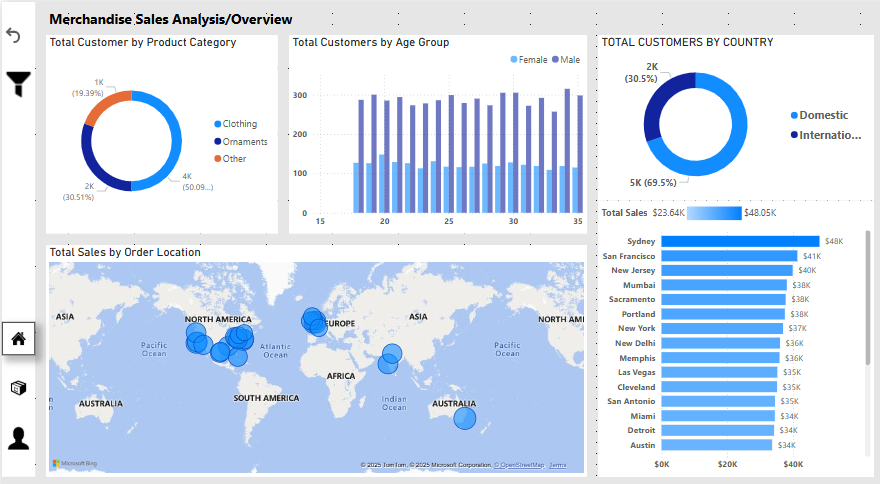 Merchandise Sales Analysis/Overview
Total Customer by Product Category
1K
(19.39%)
2K
(30.51%)
4K
(50.09...)
Clothing
Ornaments
Other
Total Customers by Age Group
Female
Male
300
200
100
0
15
20
25
30
35
TOTAL CUSTOMERS BY COUNTRY
2K
(30.5%)
5K (69.5%)
Domestic
Internatio...
Total Sales $23.64K $48.05K
Sydney $48K
San Francisco $41K
New Jersey $40K
Mumbai $38K
Sacramento $38K
Portland $38K
New York $37K
New Delhi $36K
Memphis $36K
Las Vegas $35K
Cleveland $35K
San Antonio $35K
Miami $34K
Detroit $34K
Austin $34K
$0K $20K $40K
Total Sales by Order Location
ASIA
NORTH AMERICA
EUROPE
ASIA
NORTH AM
Pacific
Ocean
Atlantic
Ocean
Pacific
Ocean
AFRICA
SOUTH AMERICA
Indian
Ocean
AUSTRALIA
AUSTRALIA
Microsoft Bing
© 2025 TomTom, © 2025 Microsoft Corporation, © OpenStreetMap Terms